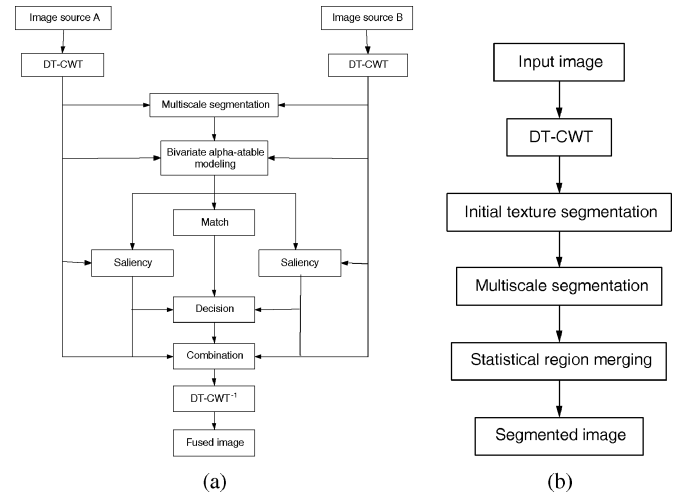 Image source A
Image source B
DT-CWT
DT-CWT
Multiscale segmentation
Bivariate alpha-atable
modeling
Match
Saliency
Saliency
Decision
Combination
DT-CWT-1
Fused image
(a)
Input image
DT-CWT
Initial texture segmentation
Multiscale segmentation
Statistical region merging
Segmented image
(b)